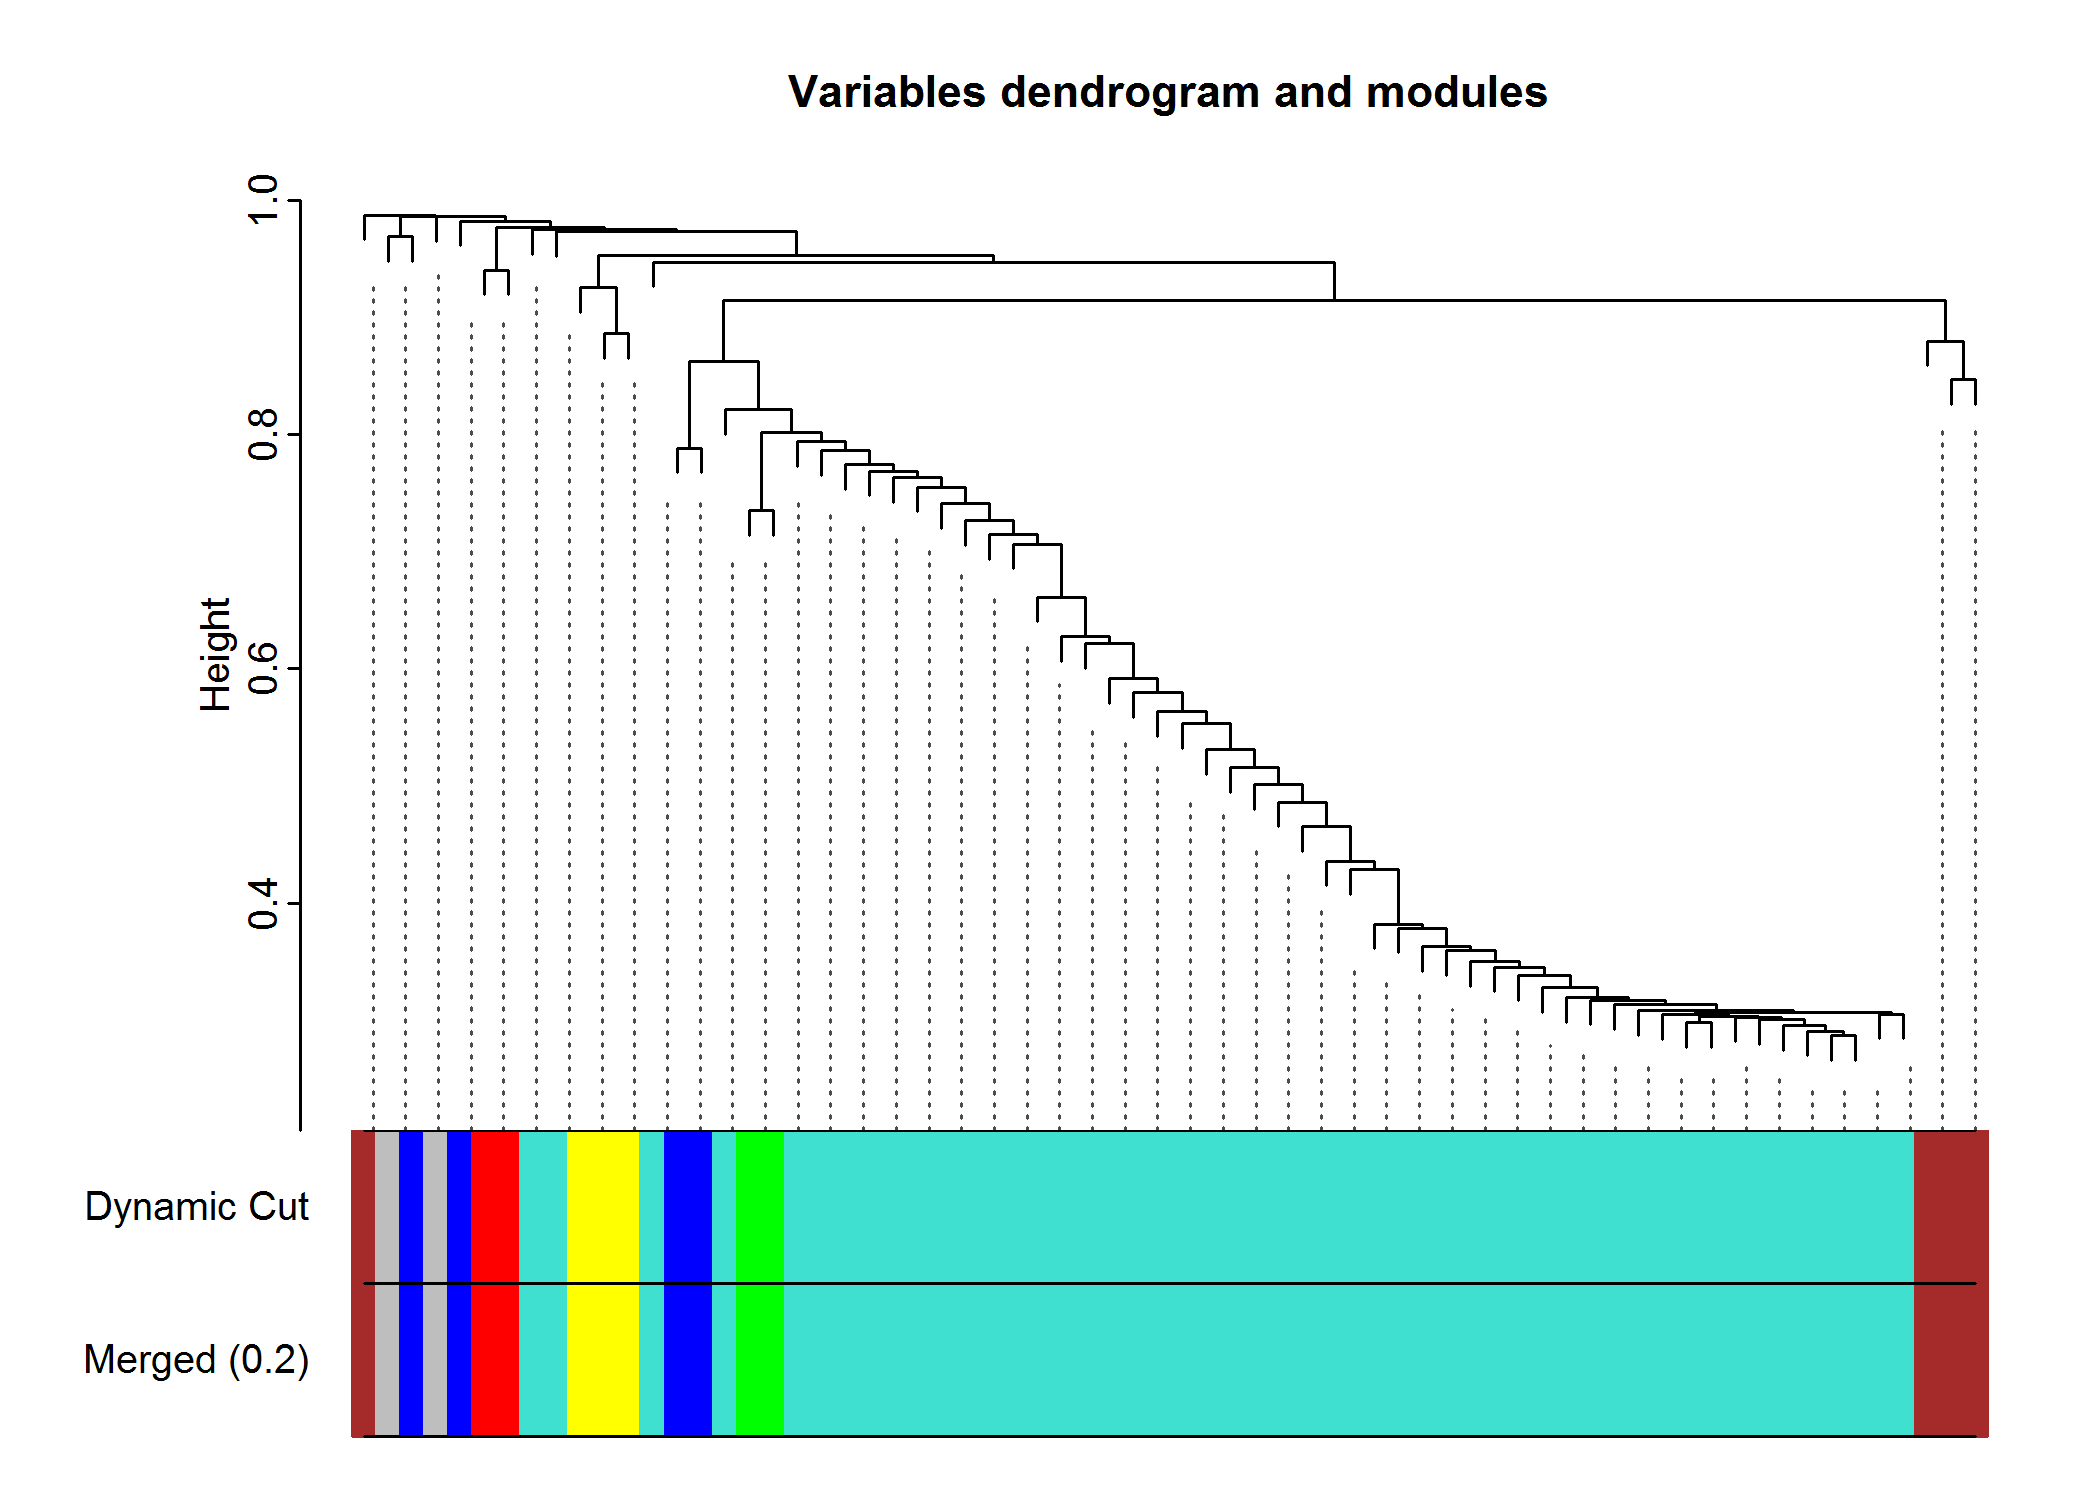 Variables dendrogram and modules
1.0
0.8
0.6
0.4
Height
Dynamic Cut
Merged (0.2)